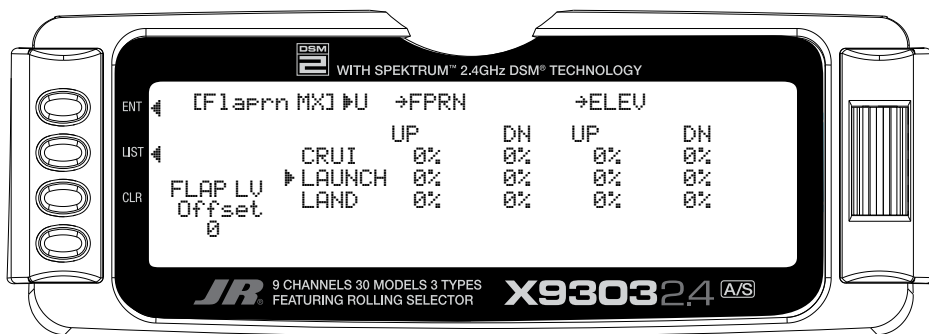 DSM
2
WITH SPEKTRUM™ 2.4GHz DSM® TECHNOLOGY
ENT
LIST
CLR
[Flaprn MX] U →FPRN →ELEV
UP DN UP DN
CRUI 0% 0% 0% 0%
LAUNCH 0% 0% 0% 0%
LAND 0% 0% 0% 0%
FLAP LV
Offset
0
JR®
9 CHANNELS 30 MODELS 3 TYPES
FEATURING ROLLING SELECTOR
X9303 2.4 A/S